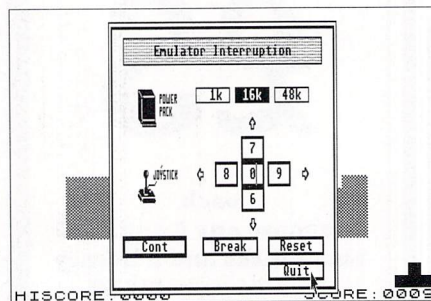 Emulator Interruption
POWER PACK
1k 16k 48k
7
JOYSTICK
8 0 9
6
Cont Break Reset
Quit
HISCORE:0000 SCORE:0009